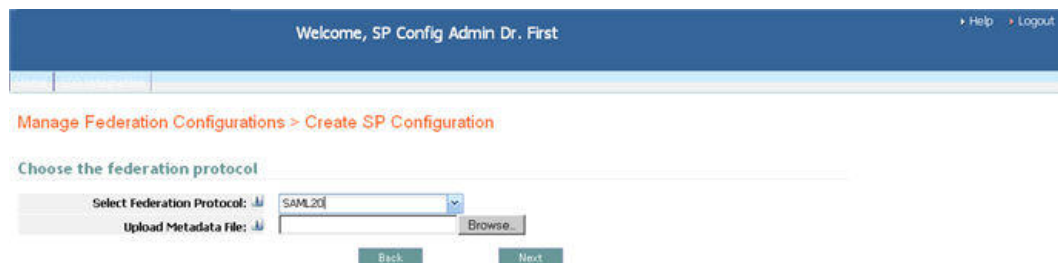 Welcome, SP Config Admin Dr. First
Help Logout
Manage Federation Configurations > Create SP Configuration
Choose the federation protocol
Select Federation Protocol: SAML20
Upload Metadata File: Browse...
Back Next